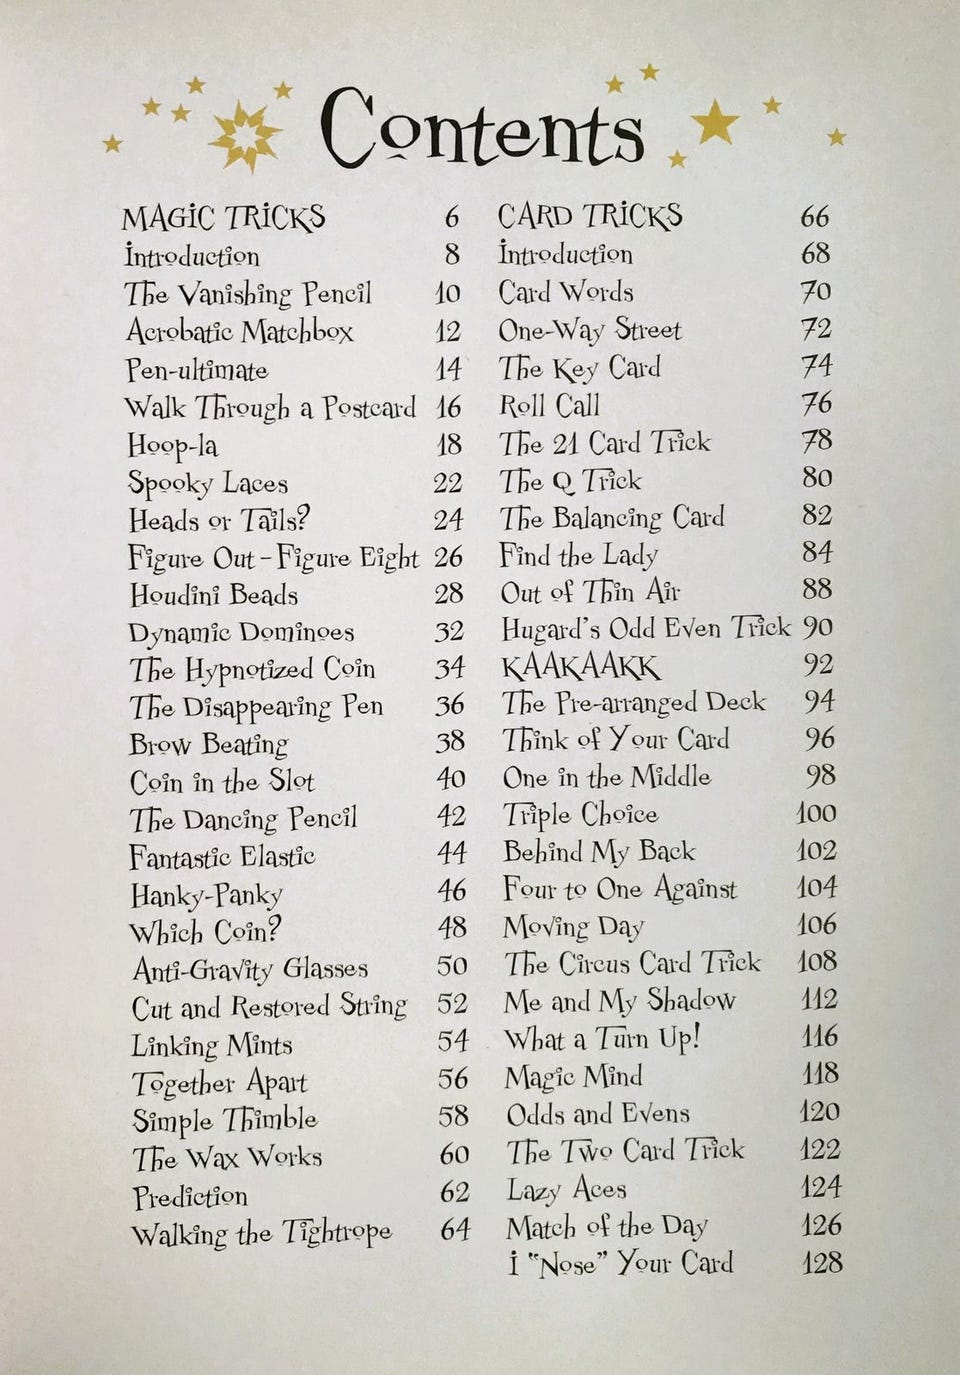 Contents
MAGIC TRICKS 6
Introduction 8
The Vanishing Pencil 10
Acrobatic Matchbox 12
Pen-ultimate 14
Walk Through a Postcard 16
Hoop-la 18
Spooky Laces 22
Heads or Tails? 24
Figure Out – Figure Eight 26
Houdini Beads 28
Dynamic Dominoes 32
The Hypnotized Coin 34
The Disappearing Pen 36
Brow Beating 38
Coin in the Slot 40
The Dancing Pencil 42
Fantastic Elastic 44
Hanky-Panky 46
Which Coin? 48
Anti-Gravity Glasses 50
Cut and Restored String 52
Linking Mints 54
Together Apart 56
Simple Thimble 58
The Wax Works 60
Prediction 62
Walking the Tightrope 64
CARD TRICKS 66
Introduction 68
Card Words 70
One-Way Street 72
The Key Card 74
Roll Call 76
The 21 Card Trick 78
The Q Trick 80
The Balancing Card 82
Find the Lady 84
Out of Thin Air 88
Hugard's Odd Even Trick 90
KAAKAAKK 92
The Pre-arranged Deck 94
Think of Your Card 96
One in the Middle 98
Triple Choice 100
Behind My Back 102
Four to One Against 104
Moving Day 106
The Circus Card Trick 108
Me and My Shadow 112
What a Turn Up! 116
Magic Mind 118
Odds and Evens 120
The Two Card Trick 122
Lazy Aces 124
Match of the Day 126
I "Nose" Your Card 128